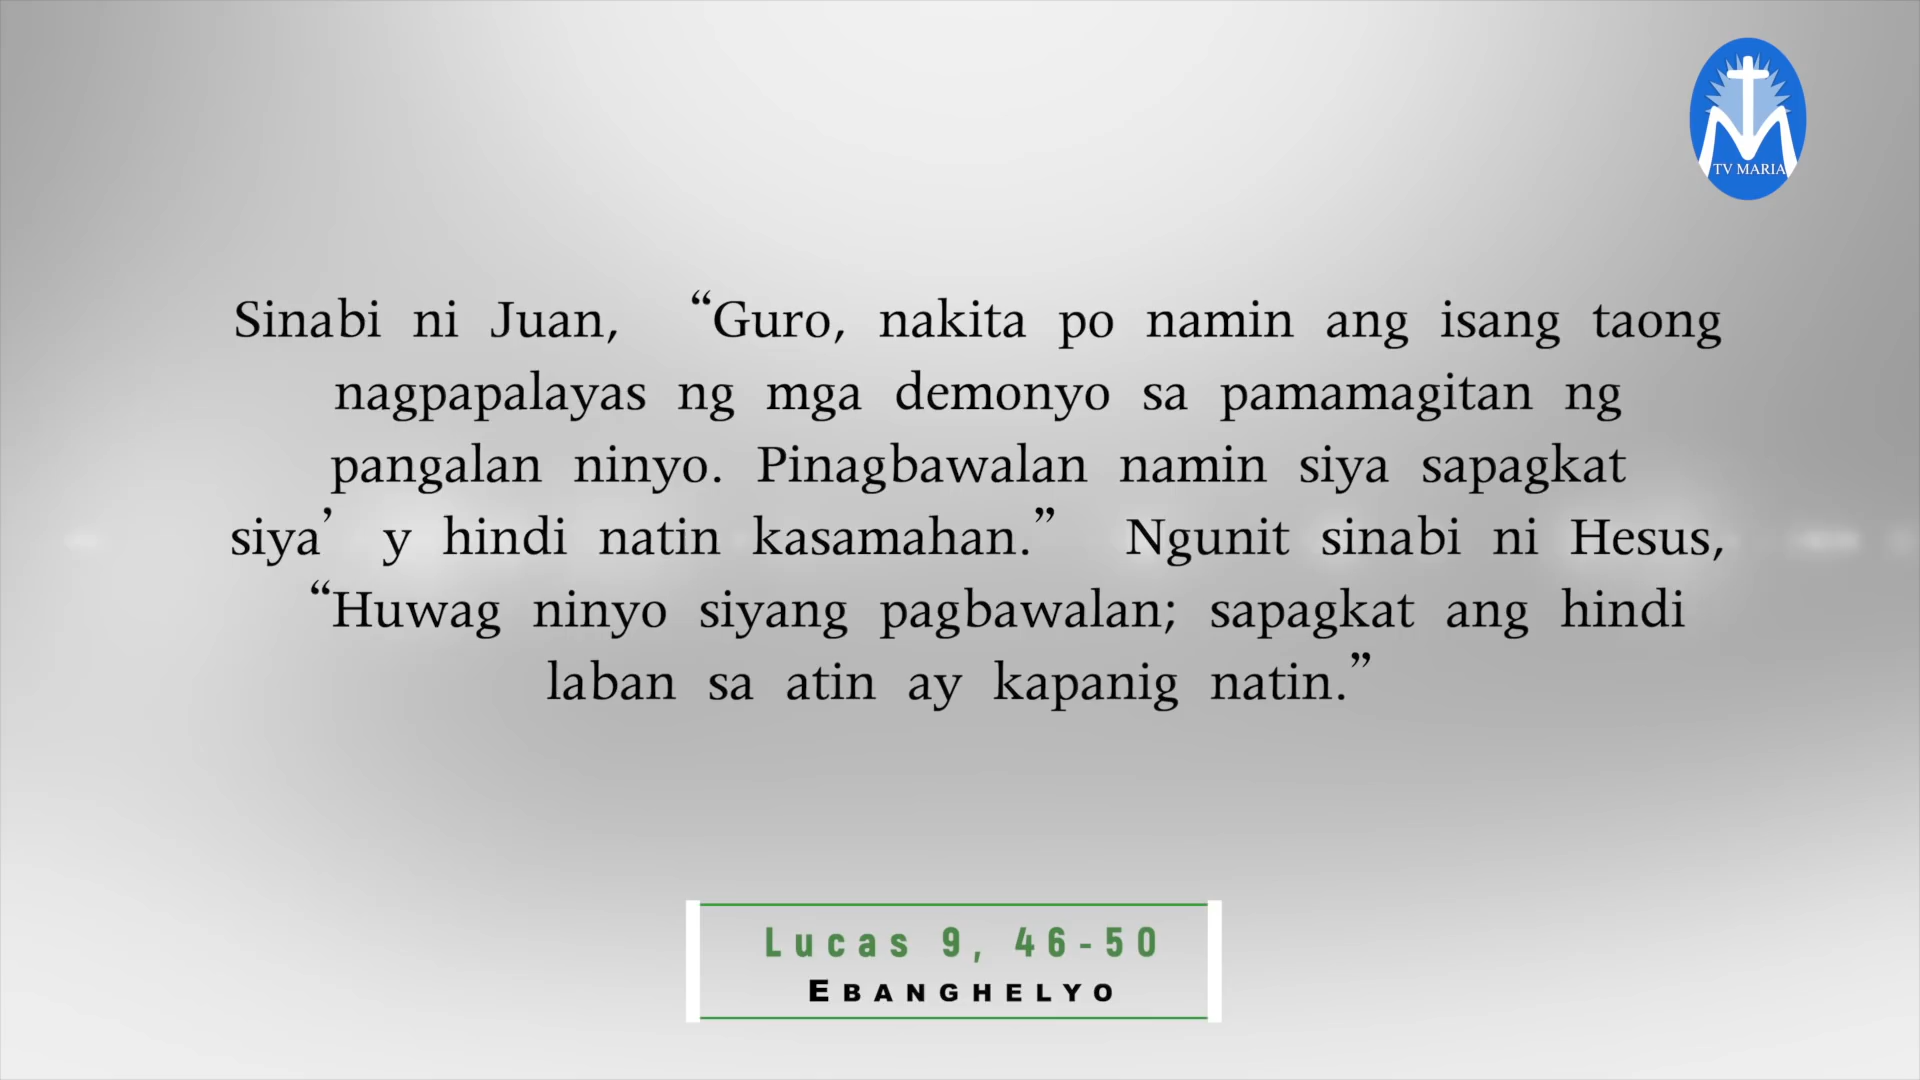 TV MARIA
Sinabi ni Juan, “Guro, nakita po namin ang isang taong
nagpapalayas ng mga demonyo sa pamamagitan ng
pangalan ninyo. Pinagbawalan namin siya sapagkat
siya’ y hindi natin kasamahan.” Ngunit sinabi ni Hesus,
“Huwag ninyo siyang pagbawalan; sapagkat ang hindi
laban sa atin ay kapanig natin.”
Lucas 9, 46-50
EBANGHELYO